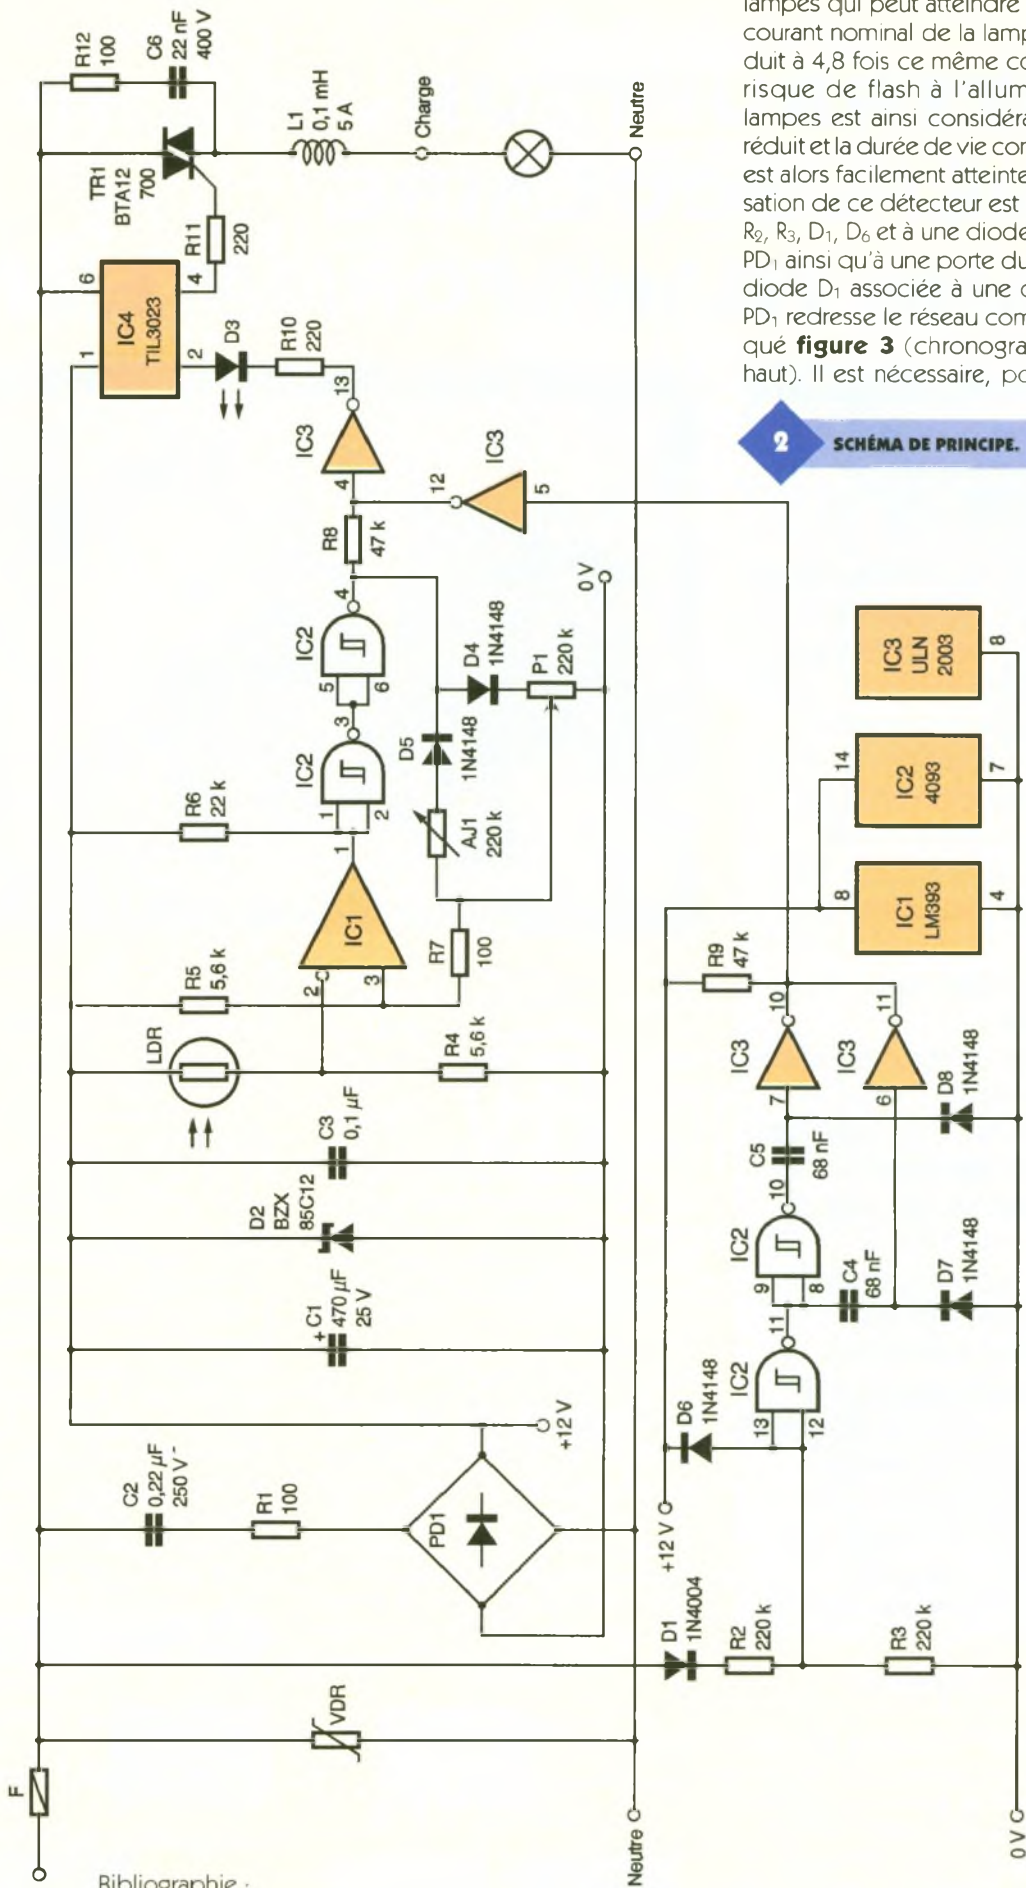 lampes qui peut atteindre
courant nominal de la lamp
duit à 4,8 fois ce même co
risque de flash à l'allum
lampes est ainsi considéra
réduit et la durée de vie con
est alors facilement atteinte
sation de ce détecteur est
R2, R3, D1, D6 et à une diode
PD1 ainsi qu'à une porte du
diode D1 associée à une d
PD1 redresse le réseau com
qué figure 3 (chronogra
haut). Il est nécessaire, po
2 SCHÉMA DE PRINCIPE.
F
VDR
Neutre
C2
0,22 µF
250 V~
R1
100
PD1
+12 V
+ C1
470 µF
25 V
D2
BZX
85C12
C3
0,1 µF
LDR
R4
5,6 k
R5
5,6 k
2
3
IC1
1
R6
22 k
R7
100
1
2
IC2
3
5
6
IC2
4
AJ1
220 k
D5
1N4148
D4
1N4148
P1
220 k
0 V
R8
47 k
4
IC3
13
12
IC3
5
R10
220
D3
1
2
IC4
TIL3023
6
4
R11
220
TR1
BTA12
700
R12
100
C6
22 nF
400 V
L1
0,1 mH
5 A
Charge
Neutre
D1
1N4004
R2
220 k
R3
220 k
0 V
+12 V
D6
1N4148
13
12
IC2
11
9
8
IC2
10
C4
68 nF
D7
1N4148
C5
68 nF
7
IC3
10
6
IC3
11
D8
1N4148
R9
47 k
8
IC1
LM393
4
14
IC2
4093
7
IC3
ULN
2003
8
Bibliographie :